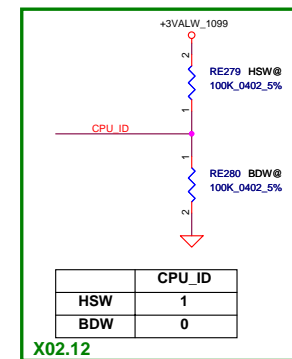 +3VALW_1099
2
RE279 HSW@
100K_0402_5%
1
CPU_ID
1
RE280 BDW@
100K_0402_5%
2
CPU_ID
HSW 1
BDW 0
X02.12